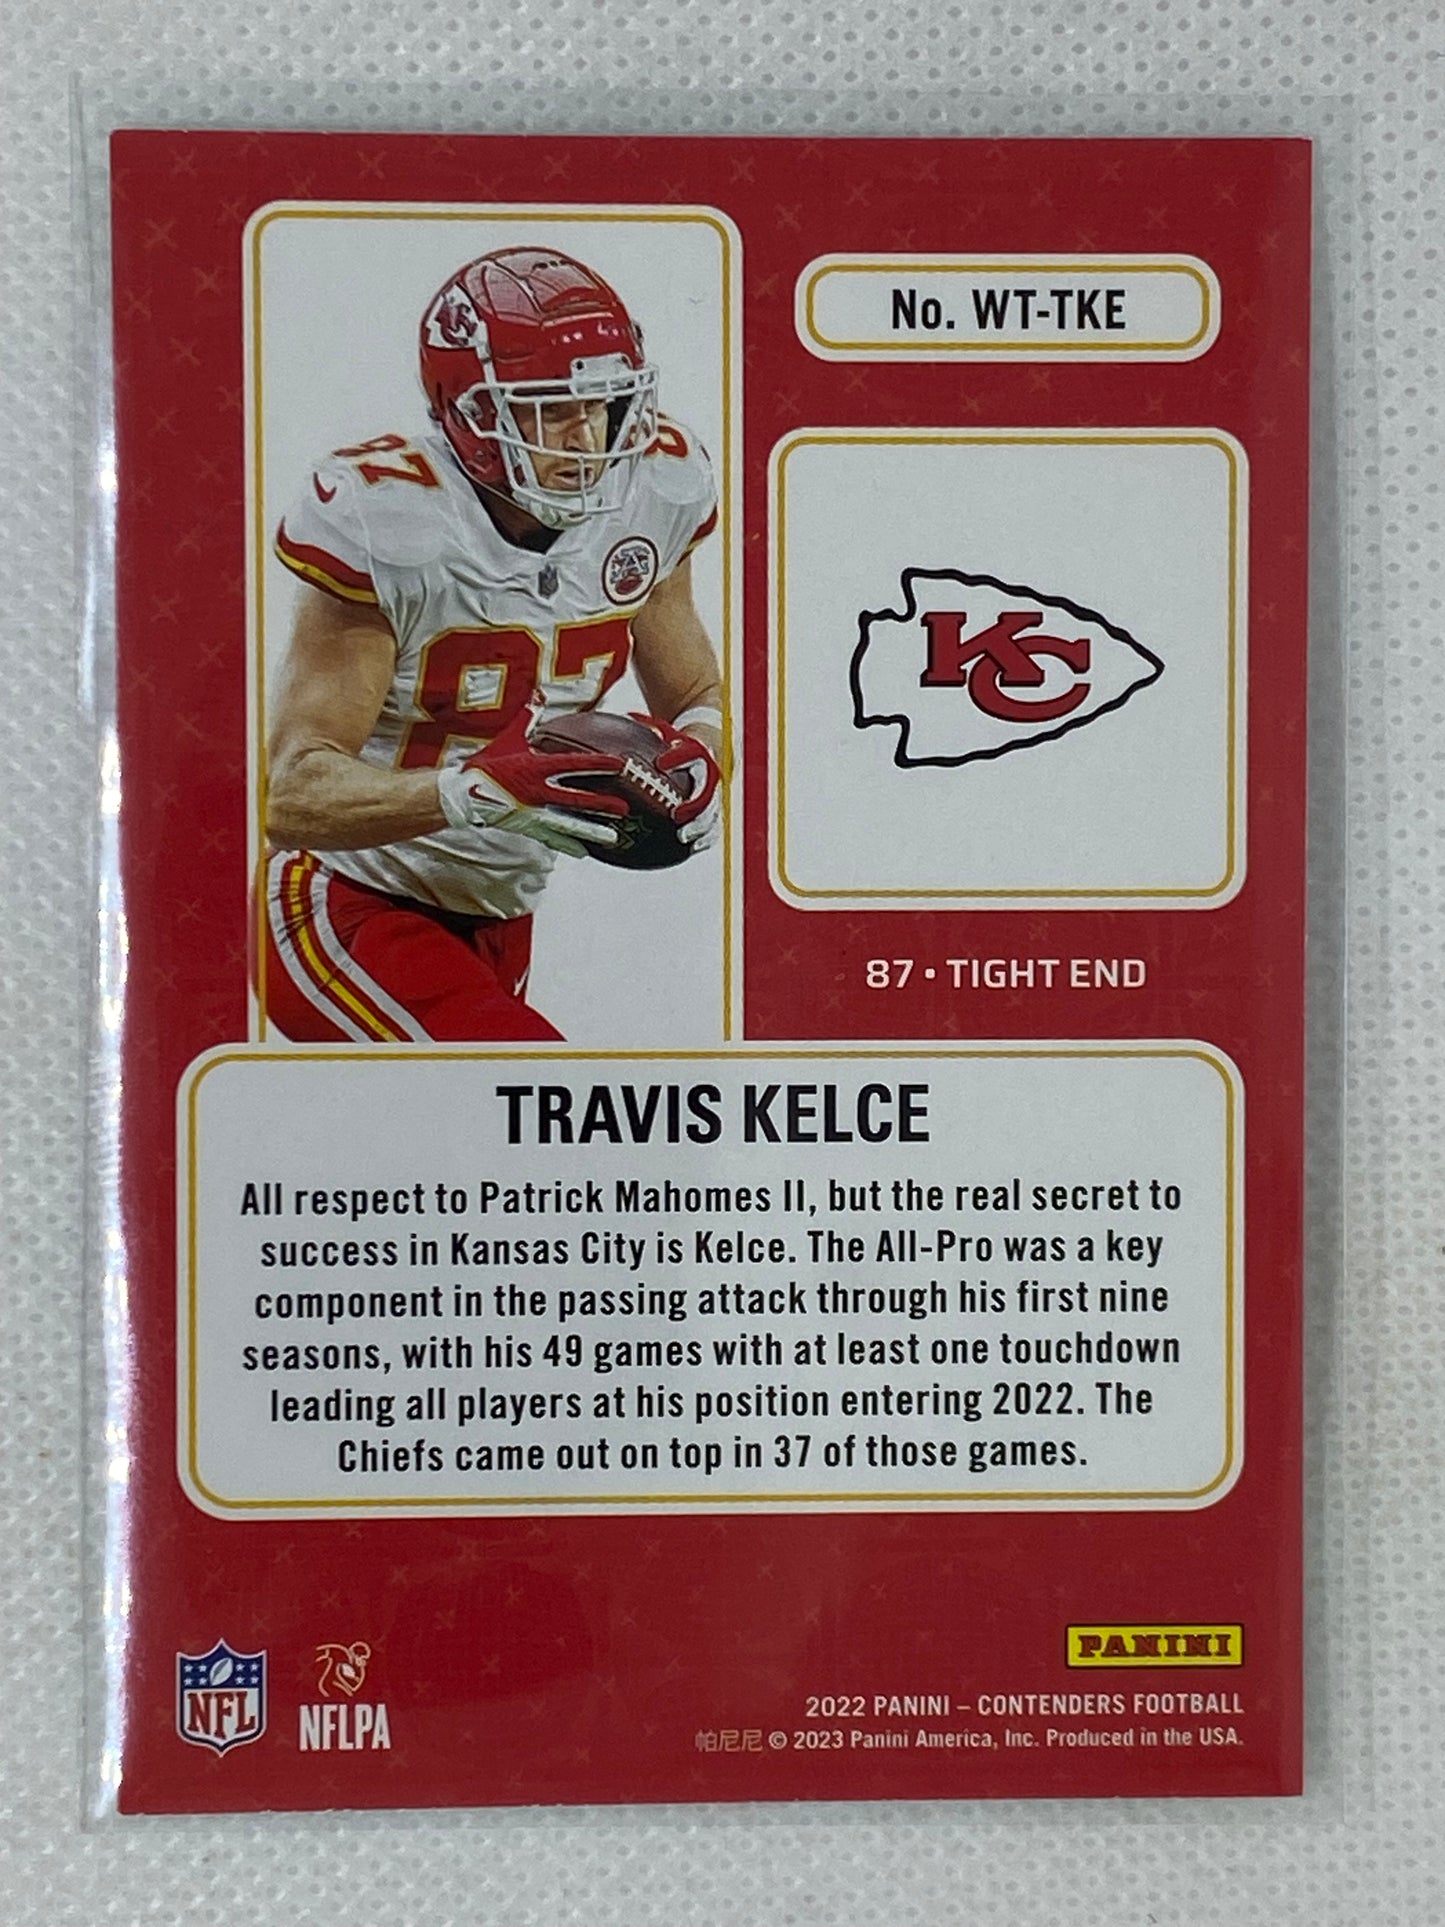 No. WT-TKE
87
87
87
KC
87 • TIGHT END
TRAVIS KELCE
All respect to Patrick Mahomes II, but the real secret to
success in Kansas City is Kelce. The All-Pro was a key
component in the passing attack through his first nine
seasons, with his 49 games with at least one touchdown
leading all players at his position entering 2022. The
Chiefs came out on top in 37 of those games.
PANINI
NFL
NFLPA
2022 PANINI – CONTENDERS FOOTBALL
帕尼尼 © 2023 Panini America, Inc. Produced in the USA.